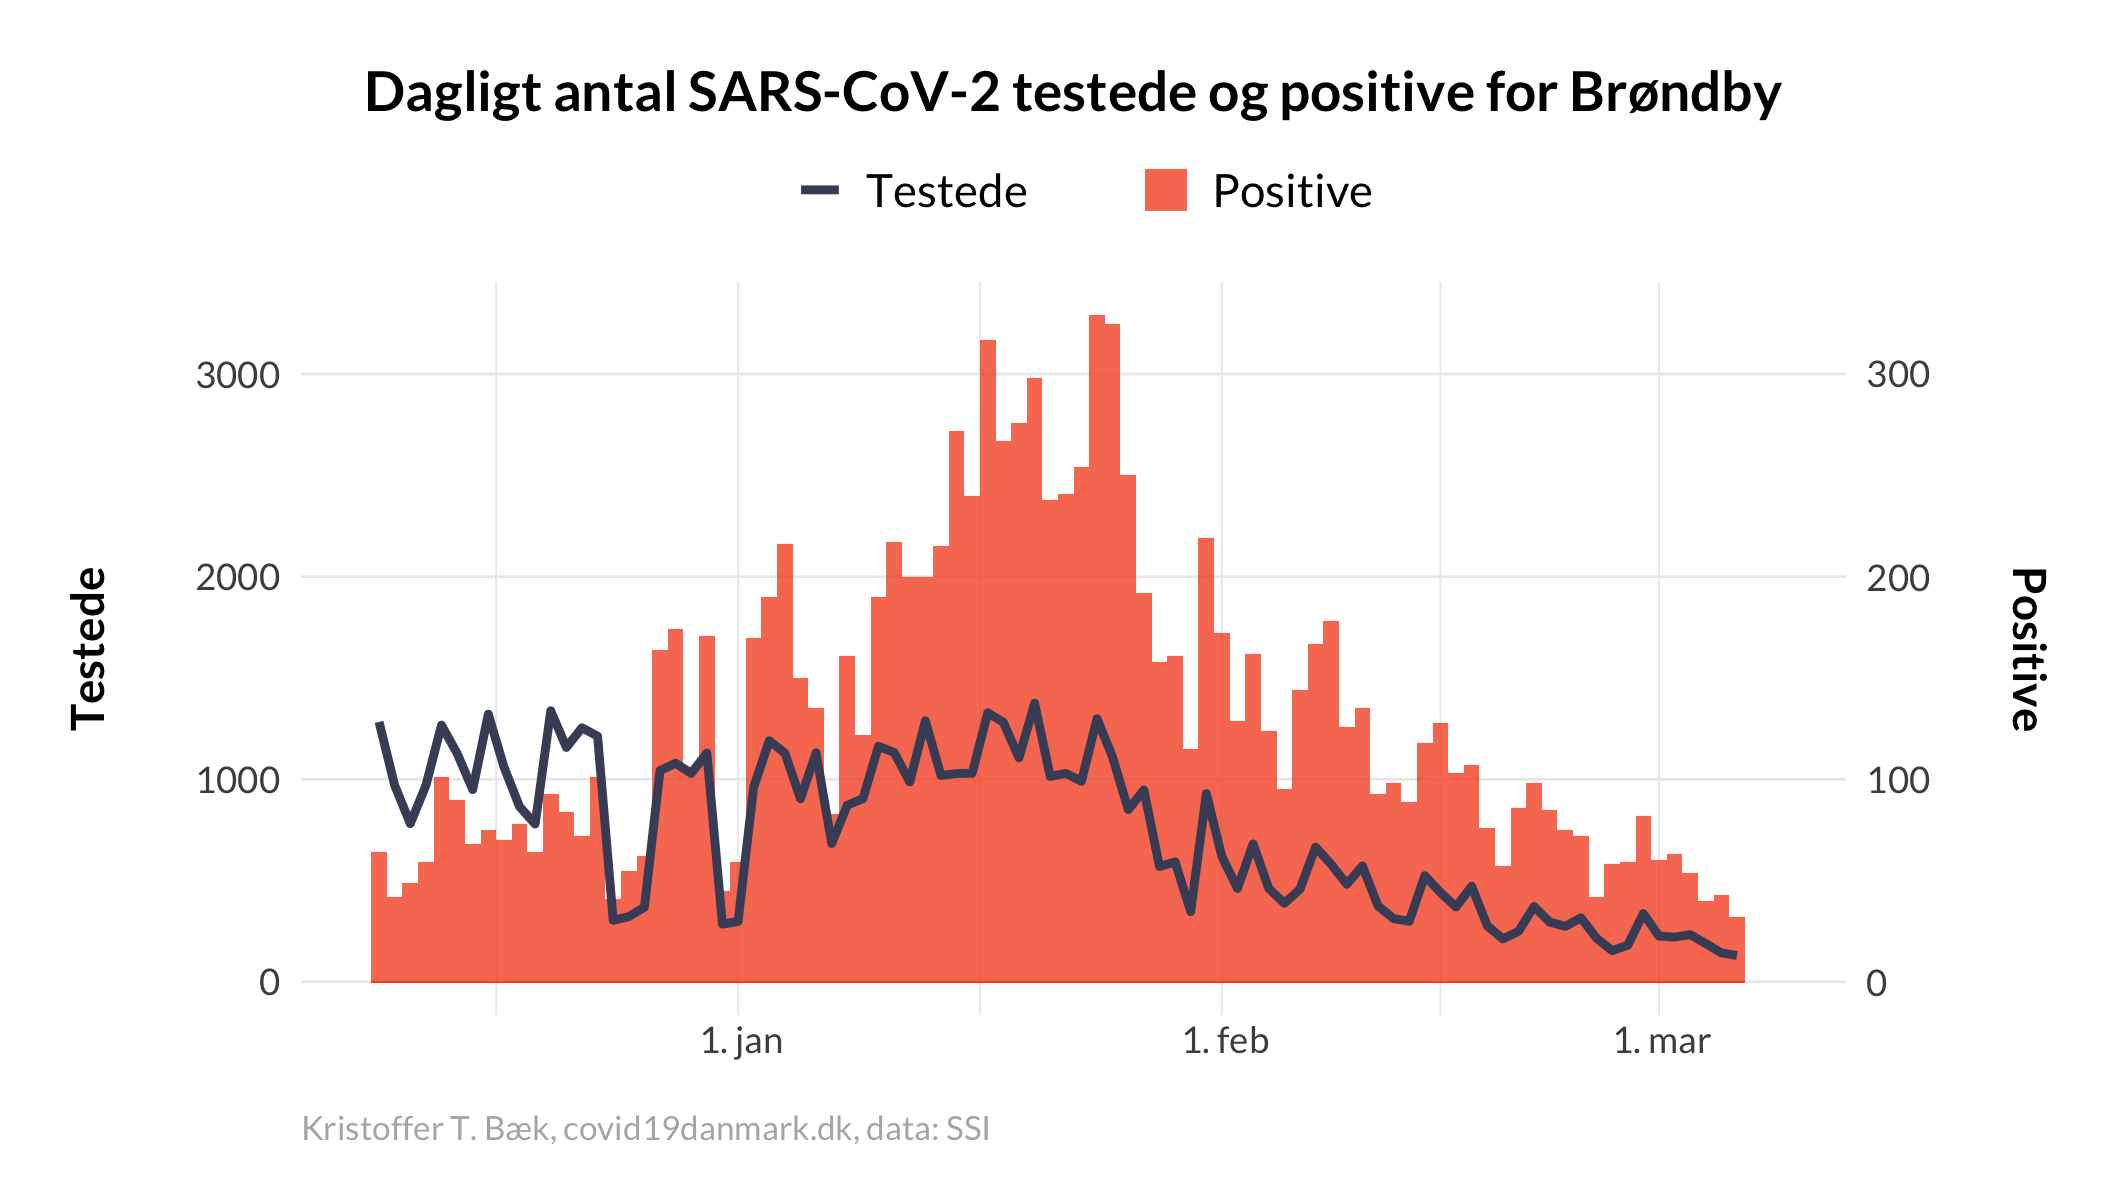 Dagligt antal SARS-CoV-2 testede og positive for Brøndby
Testede
Positive
3000
2000
1000
0
300
200
100
0
Testede
Positive
1. jan
1. feb
1. mar
Kristoffer T. Bæk, covid19danmark.dk, data: SSI